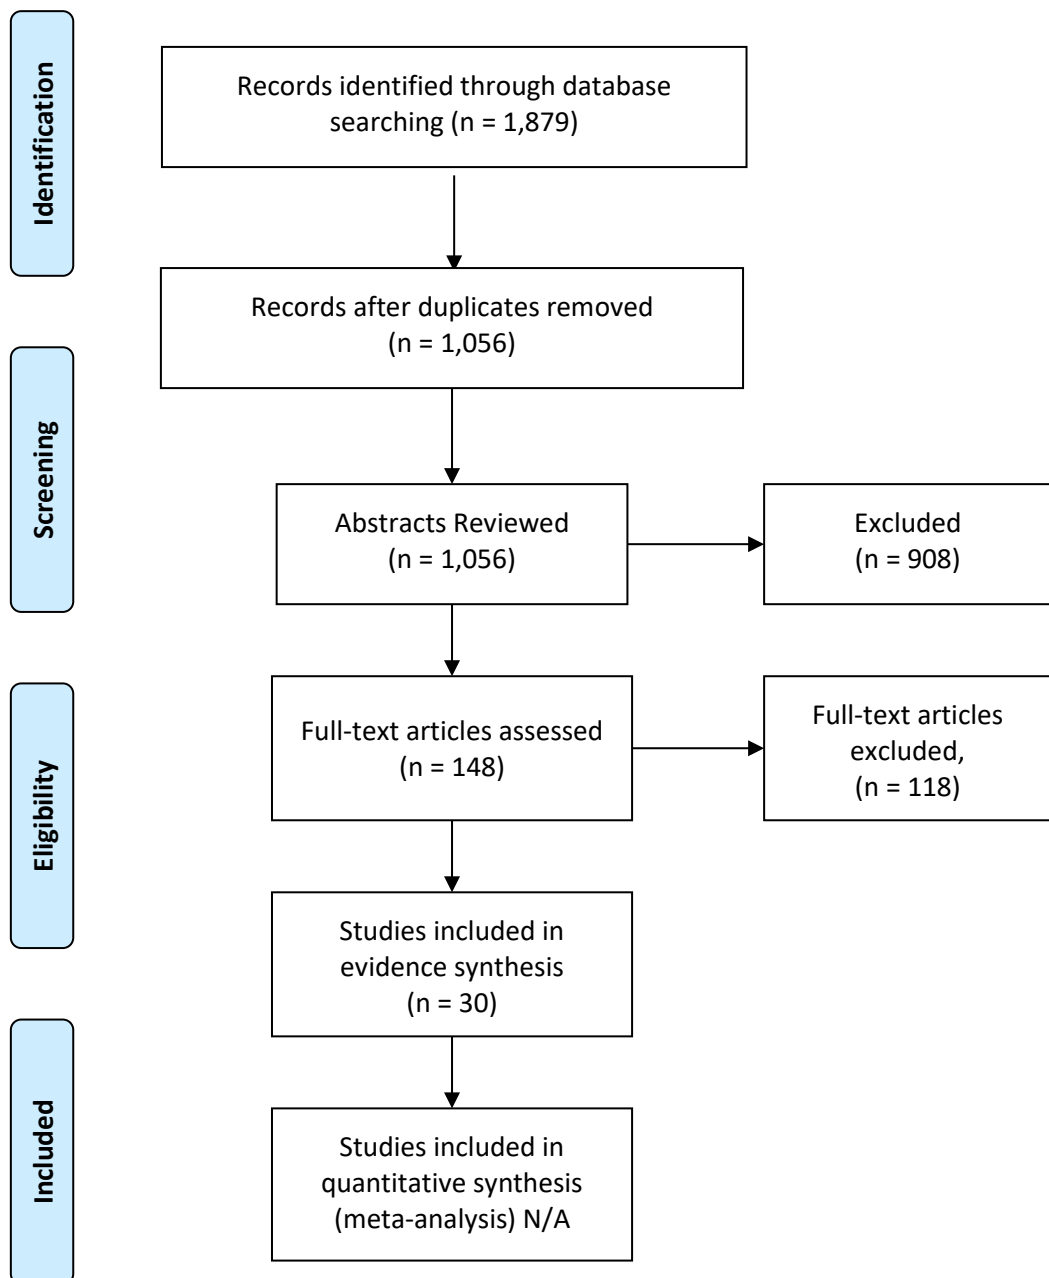 Identification
Records identified through database
searching (n = 1,879)
Records after duplicates removed
(n = 1,056)
Screening
Abstracts Reviewed
(n = 1,056)
Excluded
(n = 908)
Eligibility
Full-text articles assessed
(n = 148)
Full-text articles
excluded,
(n = 118)
Studies included in
evidence synthesis
(n = 30)
Included
Studies included in
quantitative synthesis
(meta-analysis) N/A